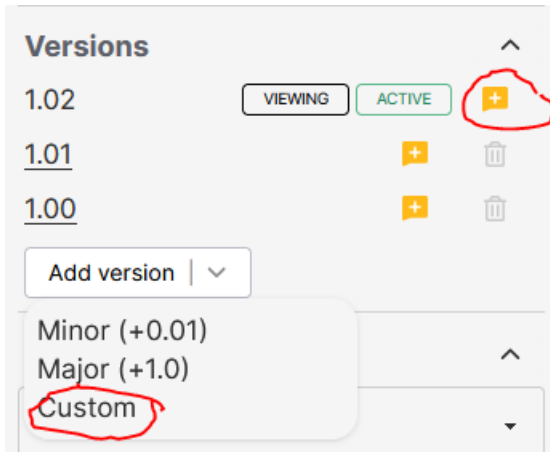 Versions
1.02 VIEWING ACTIVE
1.01
1.00
Add version
Minor (+0.01)
Major (+1.0)
Custom